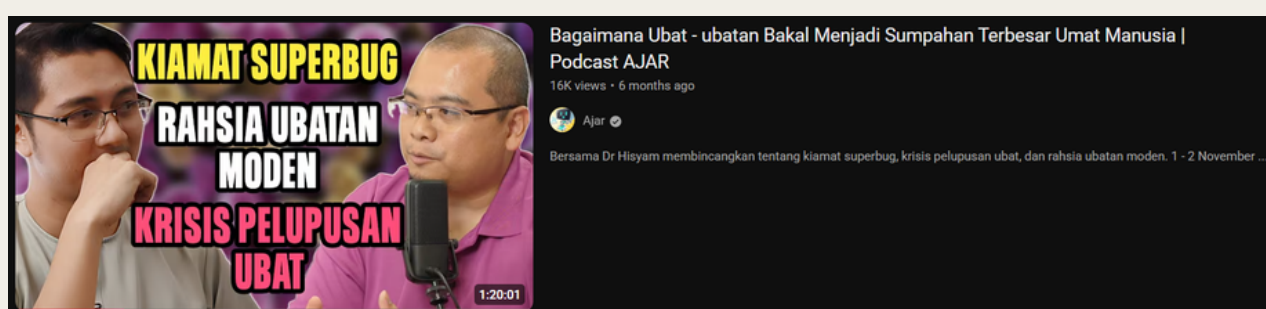 KIAMAT SUPERBUG
RAHSIA UBATAN
MODEN
KRISIS PELUPUSAN
UBAT
1:20:01
Bagaimana Ubat - ubatan Bakal Menjadi Sumpahan Terbesar Umat Manusia |
Podcast AJAR
16K views • 6 months ago
Ajar
Bersama Dr Hisyam membincangkan tentang kiamat superbug, krisis pelupusan ubat, dan rahsia ubatan moden. 1 - 2 November ...